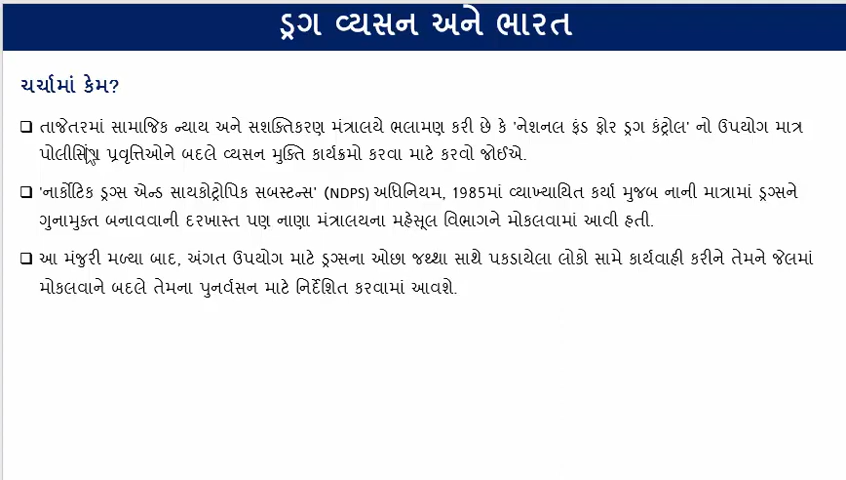 ડ્રગ વ્યસન અને ભારત
ચર્ચામાં કેમ?
❑ તાજેતરમાં સામાજિક ન્યાય અને સશક્તિકરણ મંત્રાલયે ભલામણ કરી છે કે 'નેશનલ ફંડ ફોર ડ્રગ કંટ્રોલ' નો ઉપયોગ માત્ર
પ્રવૃત્તિઓને બદલે વ્યસન મુક્તિ કાર્યક્રમો કરવા માટે કરવો જોઈએ.
❑ 'નાર્કોટિક ડ્રગ્સ એન્ડ સાયકોટ્રોપિક સબસ્ટન્સ' (NDPS) અધિનિયમ, 1985માં વ્યાખ્યાયિત કર્યા મુજબ નાની માત્રામાં ડ્રગ્સને
ગુનામુક્ત બનાવવાની દરખાસ્ત પણ નાણા મંત્રાલયના મહેસૂલ વિભાગને મોકલવામાં આવી હતી.
❑ આ મંજુરી મળ્યા બાદ, અંગત ઉપયોગ માટે ડ્રગ્સના ઓછા જથ્થા સાથે પકડાયેલા લોકો સામે કાર્યવાહી કરીને તેમને જેલમાં
મોકલવાને બદલે તેમના પુનર્વસન માટે નિર્દેશિત કરવામાં આવશે.